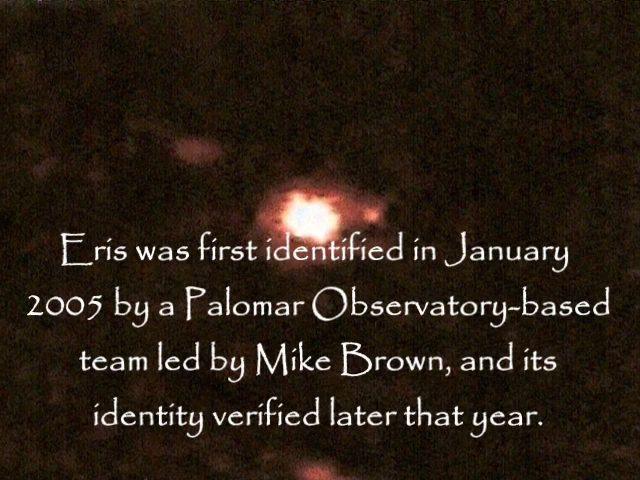 Eris was first identified in January
2005 by a Palomar Observatory-based
team led by Mike Brown, and its
identity verified later that year.